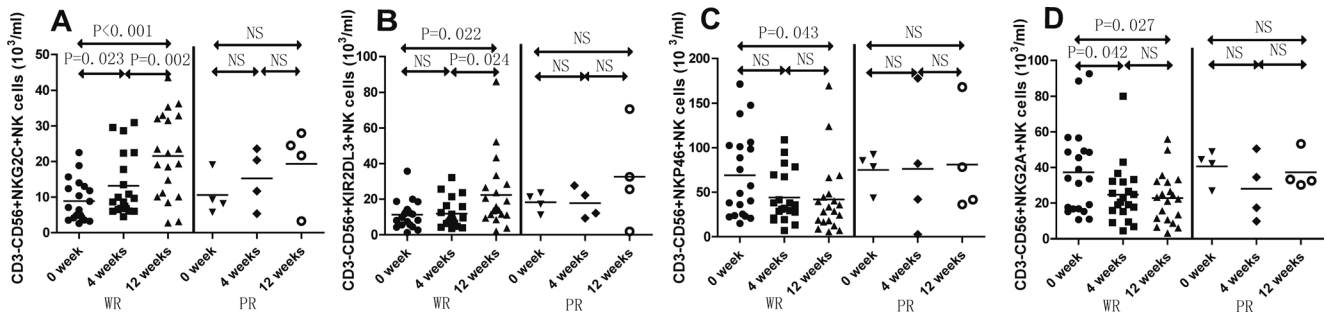 A
CD3-CD56+NKG2C+NK cells (10³/ml)
P<0.001
P=0.023
P=0.002
NS
NS
NS
50
40
30
20
10
0
0 week
4 weeks
12 weeks
0 week
4 weeks
12 weeks
WR
PR
B
CD3-CD56+KIR2DL3+NK cells (10³/ml)
P=0.022
NS
P=0.024
NS
NS
NS
100
80
60
40
20
0
0 week
4 weeks
12 weeks
0 week
4 weeks
12 weeks
WR
PR
C
CD3-CD56+NKP46+NK cells (10³/ml)
P=0.043
NS
NS
NS
NS
NS
200
150
100
50
0
0 week
4 weeks
12 weeks
0 week
4 weeks
12 weeks
WR
PR
D
CD3-CD56+NKG2A+NK cells (10³/ml)
P=0.027
P=0.042
NS
NS
NS
NS
100
80
60
40
20
0
0 week
4 weeks
12 weeks
0 week
4 weeks
12 weeks
WR
PR